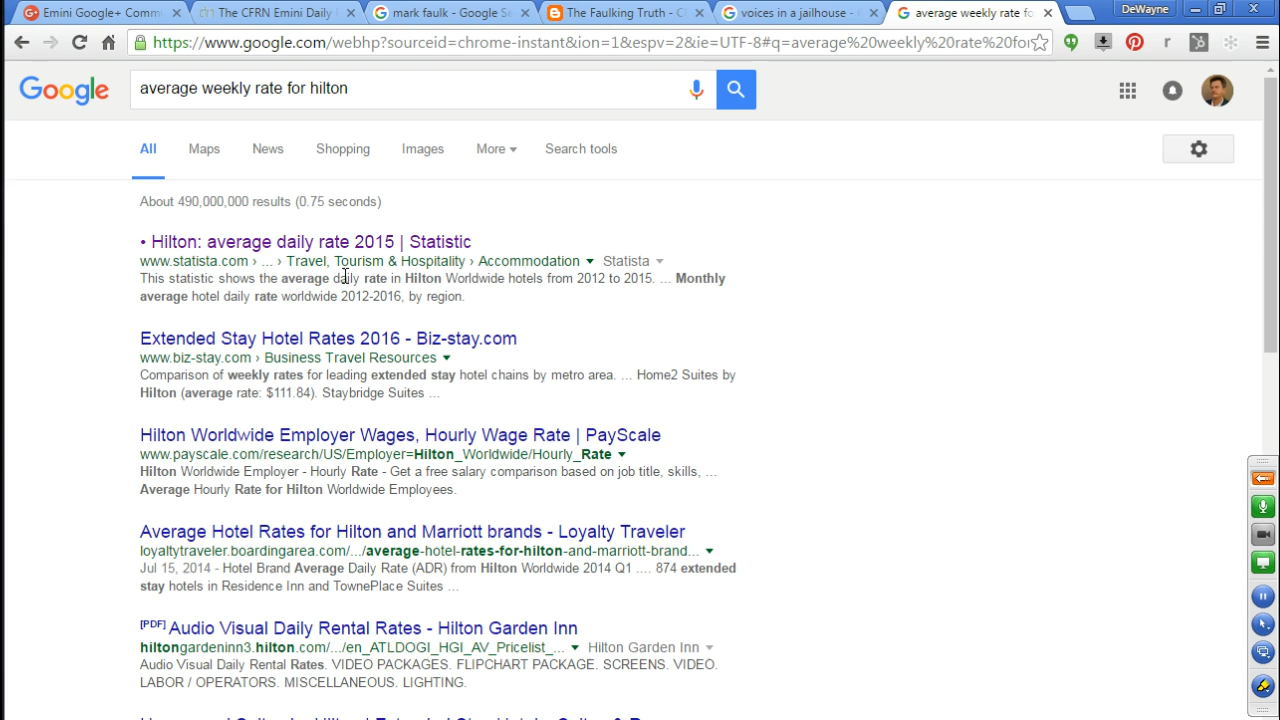 Emini Google+ Comm
The CFRN Emini Daily
mark faulk - Google Se
The Faulking Truth - C
voices in a jailhouse -
average weekly rate fo
DeWayne
https://www.google.com/webhp?sourceid=chrome-instant&ion=1&espv=2&ie=UTF-8#q=average%20weekly%20rate%20for
Google
average weekly rate for hilton
All Maps News Shopping Images More Search tools
About 490,000,000 results (0.75 seconds)
• Hilton: average daily rate 2015 | Statistic
www.statista.com › ... › Travel, Tourism & Hospitality › Accommodation Statista
This statistic shows the average daily rate in Hilton Worldwide hotels from 2012 to 2015. ... Monthly
average hotel daily rate worldwide 2012-2016, by region.
Extended Stay Hotel Rates 2016 - Biz-stay.com
www.biz-stay.com › Business Travel Resources
Comparison of weekly rates for leading extended stay hotel chains by metro area. ... Home2 Suites by
Hilton (average rate: $111.84). Staybridge Suites ...
Hilton Worldwide Employer Wages, Hourly Wage Rate | PayScale
www.payscale.com/research/US/Employer=Hilton_Worldwide/Hourly_Rate
Hilton Worldwide Employer - Hourly Rate - Get a free salary comparison based on job title, skills, ...
Average Hourly Rate for Hilton Worldwide Employees.
Average Hotel Rates for Hilton and Marriott brands - Loyalty Traveler
loyaltytraveler.boardingarea.com/.../average-hotel-rates-for-hilton-and-marriott-brand...
Jul 15, 2014 - Hotel Brand Average Daily Rate (ADR) from Hilton Worldwide 2014 Q1 .... 874 extended
stay hotels in Residence Inn and TownePlace Suites ...
[PDF] Audio Visual Daily Rental Rates - Hilton Garden Inn
hiltongardeninn3.hilton.com/.../en_ATLDOGI_HGI_AV_Pricelist_... Hilton Garden Inn
Audio Visual Daily Rental Rates. VIDEO PACKAGES. FLIPCHART PACKAGE. SCREENS. VIDEO.
LABOR / OPERATORS. MISCELLANEOUS. LIGHTING.